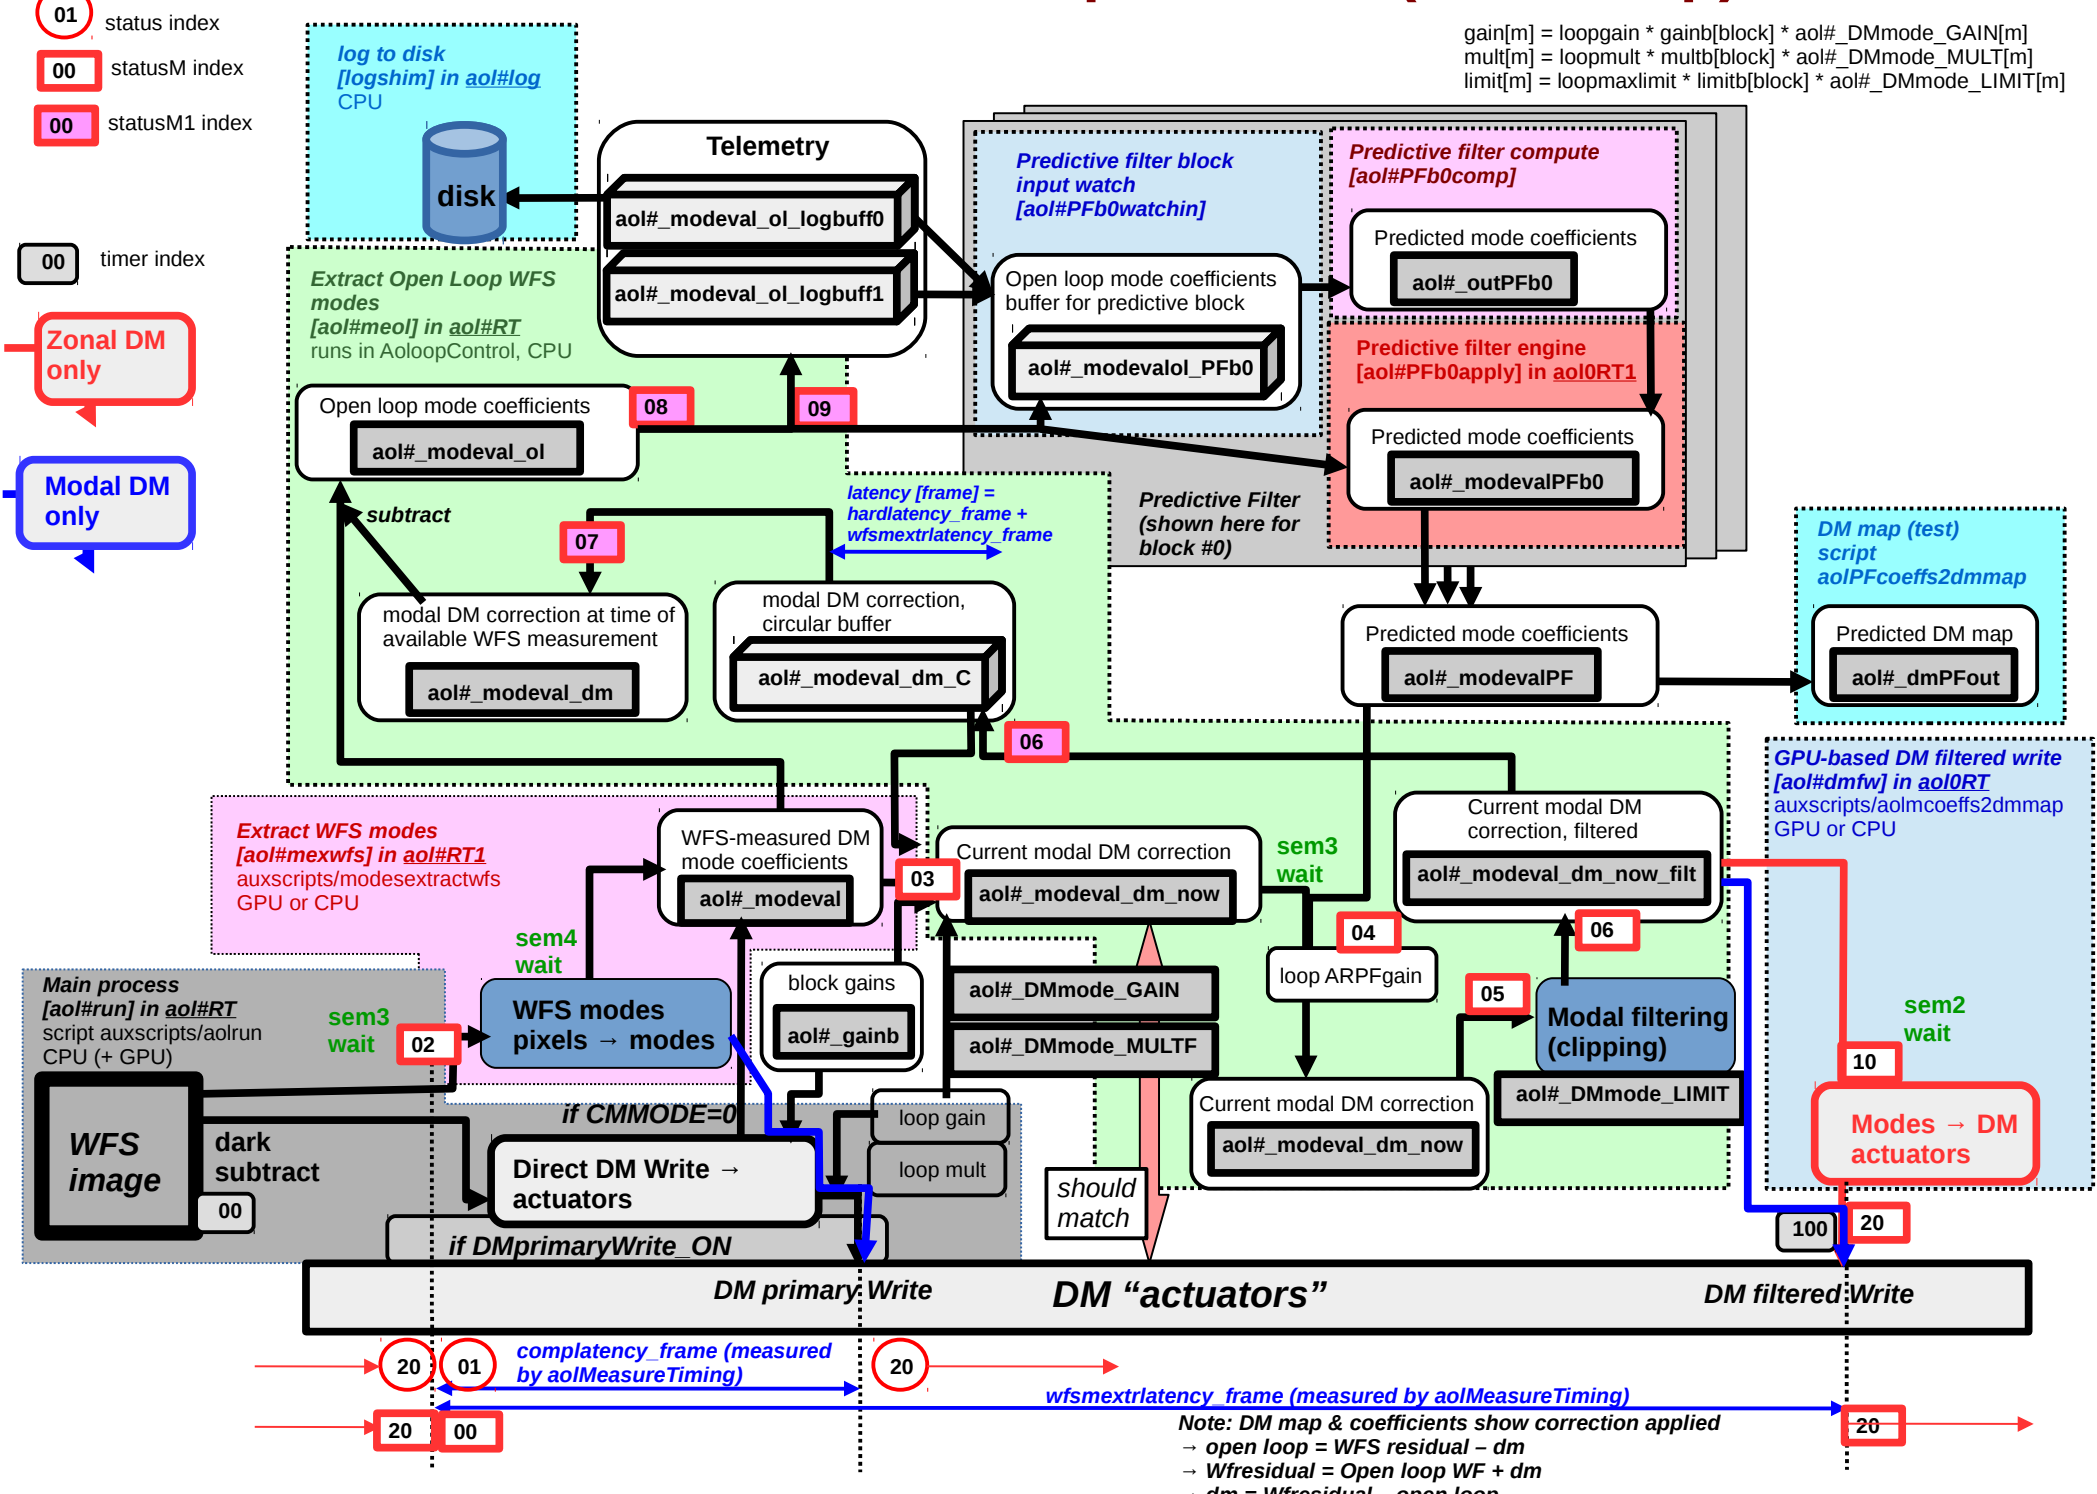 01
status index
00
statusM index
00
statusM1 index
00
timer index
Zonal DM
only
Modal DM
only
gain[m] = loopgain * gainb[block] * aol#_DMmode_GAIN[m]
mult[m] = loopmult * multb[block] * aol#_DMmode_MULT[m]
limit[m] = loopmaxlimit * limitb[block] * aol#_DMmode_LIMIT[m]
log to disk
[logshim] in aol#log
CPU
disk
Telemetry
aol#_modeval_ol_logbuff0
aol#_modeval_ol_logbuff1
Predictive filter block
input watch
[aol#PFb0watchin]
Open loop mode coefficients
buffer for predictive block
aol#_modevalol_PFb0
Predictive filter compute
[aol#PFb0comp]
Predicted mode coefficients
aol#_outPFb0
Predictive filter engine
[aol#PFb0apply] in aol0RT1
Predicted mode coefficients
aol#_modevalPFb0
Predictive Filter
(shown here for
block #0)
Extract Open Loop WFS
modes
[aol#meol] in aol#RT
runs in AoloopControl, CPU
Open loop mode coefficients
aol#_modeval_ol
08
09
subtract
07
latency [frame] =
hardlatency_frame +
wfsmextrlatency_frame
modal DM correction at time of
available WFS measurement
aol#_modeval_dm
modal DM correction,
circular buffer
aol#_modeval_dm_C
06
Predicted mode coefficients
aol#_modevalPF
DM map (test)
script
aolPFcoeffs2dmmap
Predicted DM map
aol#_dmPFout
GPU-based DM filtered write
[aol#dmfw] in aol0RT
auxscripts/aolmcoeffs2dmmap
GPU or CPU
Extract WFS modes
[aol#mexwfs] in aol#RT1
auxscripts/modesextractwfs
GPU or CPU
WFS-measured DM
mode coefficients
aol#_modeval
03
Current modal DM correction
aol#_modeval_dm_now
sem3
wait
Current modal DM
correction, filtered
aol#_modeval_dm_now_filt
06
04
loop ARPFgain
05
Modal filtering
(clipping)
aol#_DMmode_LIMIT
sem4
wait
WFS modes
pixels → modes
block gains
aol#_gainb
aol#_DMmode_GAIN
aol#_DMmode_MULTF
Current modal DM correction
aol#_modeval_dm_now
Main process
[aol#run] in aol#RT
script auxscripts/aolrun
CPU (+ GPU)
sem3
wait
02
WFS
image
dark
subtract
00
if CMMODE=0
Direct DM Write →
actuators
loop gain
loop mult
if DMprimaryWrite_ON
should
match
sem2
wait
10
Modes → DM
actuators
100
20
DM primary Write
DM “actuators”
DM filtered Write
20
01
complatency_frame (measured
by aolMeasureTiming)
20
wfsmextrlatency_frame (measured by aolMeasureTiming)
20
00
20
Note: DM map & coefficients show correction applied
→ open loop = WFS residual – dm
→ Wfresidual = Open loop WF + dm
→ dm = Wfresidual – open loop